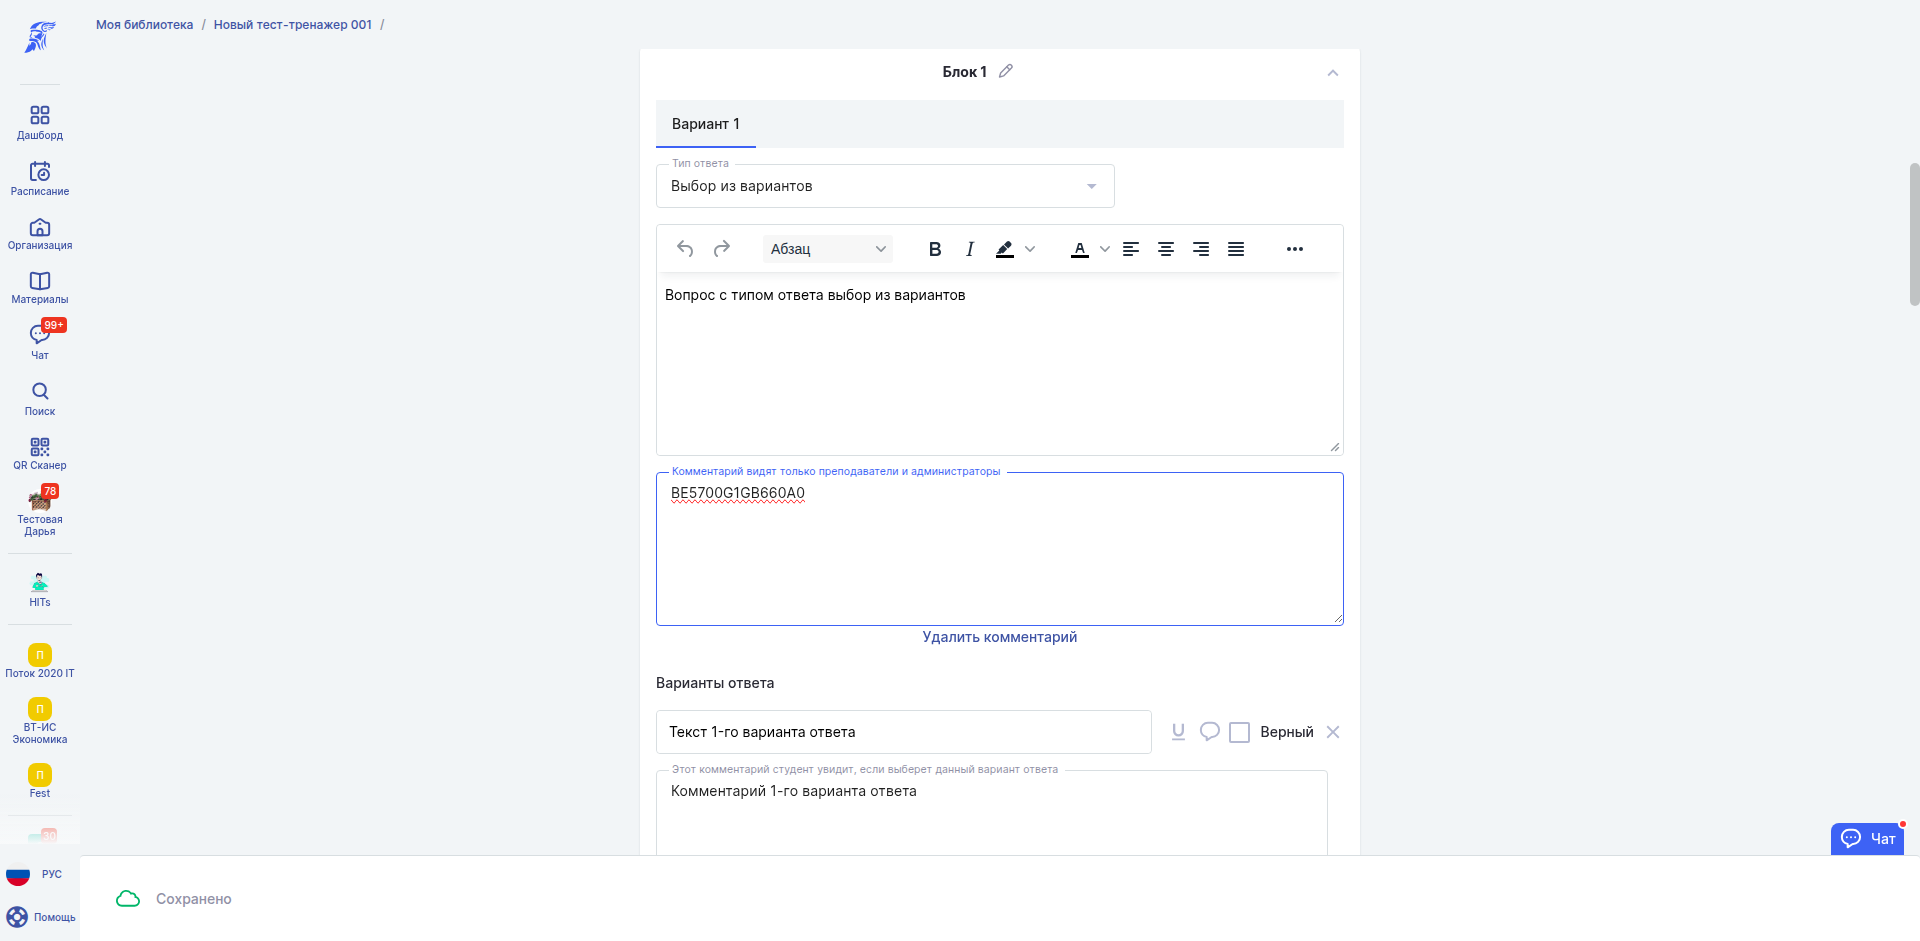 Моя библиотека / Новый тест-тренажер 001 /
Дашборд
Расписание
Организация
Материалы
99+
Чат
Поиск
QR Сканер
78
Тестовая
Дарья
HITs
П
Поток 2020 IT
П
ВТ-ИС
Экономика
П
Fest
30
РУС
Помощь
Блок 1
Вариант 1
Тип ответа
Выбор из вариантов
Абзац
Вопрос с типом ответа выбор из вариантов
Комментарий видят только преподаватели и администраторы
BE5700G1GB660A0
Удалить комментарий
Варианты ответа
Текст 1-го варианта ответа
Верный
Этот комментарий студент увидит, если выберет данный вариант ответа
Комментарий 1-го варианта ответа
Чат
Сохранено